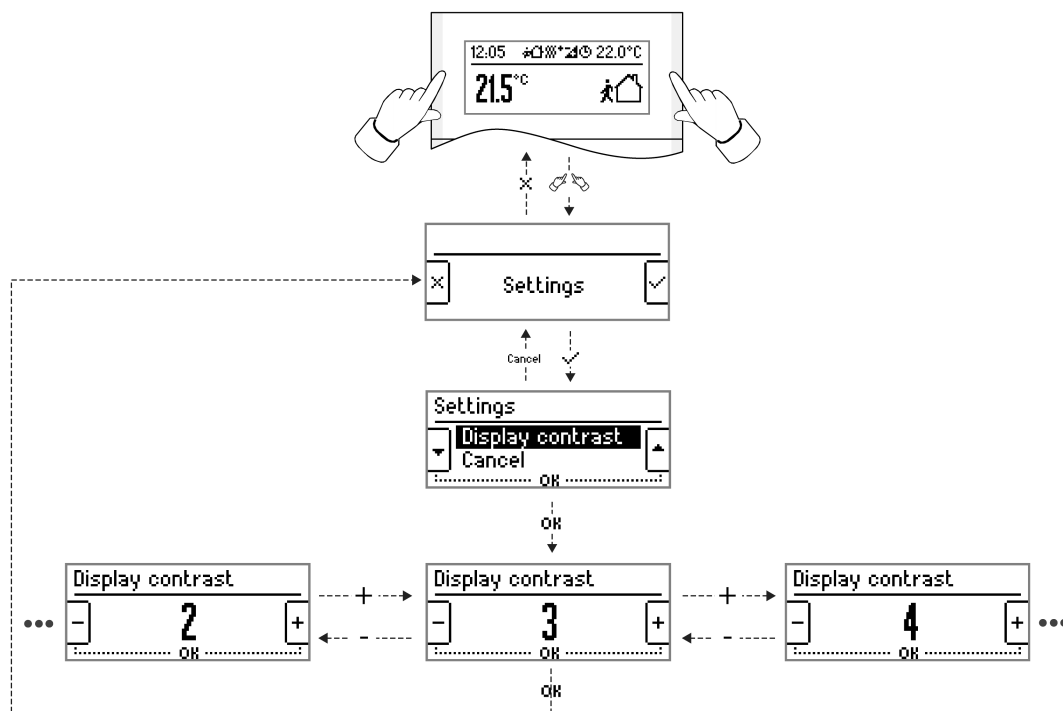 12:05 22.0°C
21.5°C
×
× Settings ✓
Cancel ✓
Settings
Display contrast
Cancel
OK
OK
Display contrast
- 2 +
OK
+
-
Display contrast
- 3 +
OK
+
-
Display contrast
- 4 +
OK
•••
•••
OK